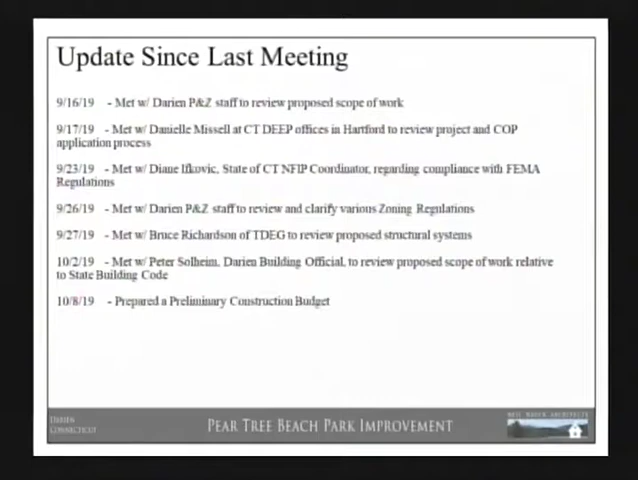 Update Since Last Meeting
9/16/19 - Met w/ Darien P&Z staff to review proposed scope of work
9/17/19 - Met w/ Danielle Missell at CT DEEP offices in Hartford to review project and COP
application process
9/23/19 - Met w/ Diane Ifkovic, State of CT NFIP Coordinator, regarding compliance with FEMA
Regulations
9/26/19 - Met w/ Darien P&Z staff to review and clarify various Zoning Regulations
9/27/19 - Met w/ Bruce Richardson of TDEG to review proposed structural systems
10/2/19 - Met w/ Peter Solheim, Darien Building Official, to review proposed scope of work relative
to State Building Code
10/8/19 - Prepared a Preliminary Construction Budget
DARIEN
CONNECTICUT
PEAR TREE BEACH PARK IMPROVEMENT
ARCHITECTS